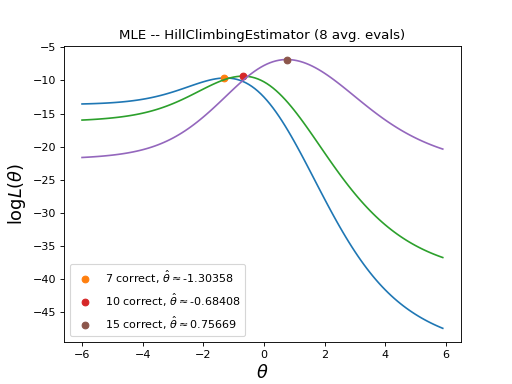 MLE -- HillClimbingEstimator (8 avg. evals)
−5
−10
−15
−20
−25
−30
−35
−40
−45
logL(θ)
7 correct, θ̂ ≈ -1.30358
10 correct, θ̂ ≈ -0.68408
15 correct, θ̂ ≈ 0.75669
−6 −4 −2 0 2 4 6
θ